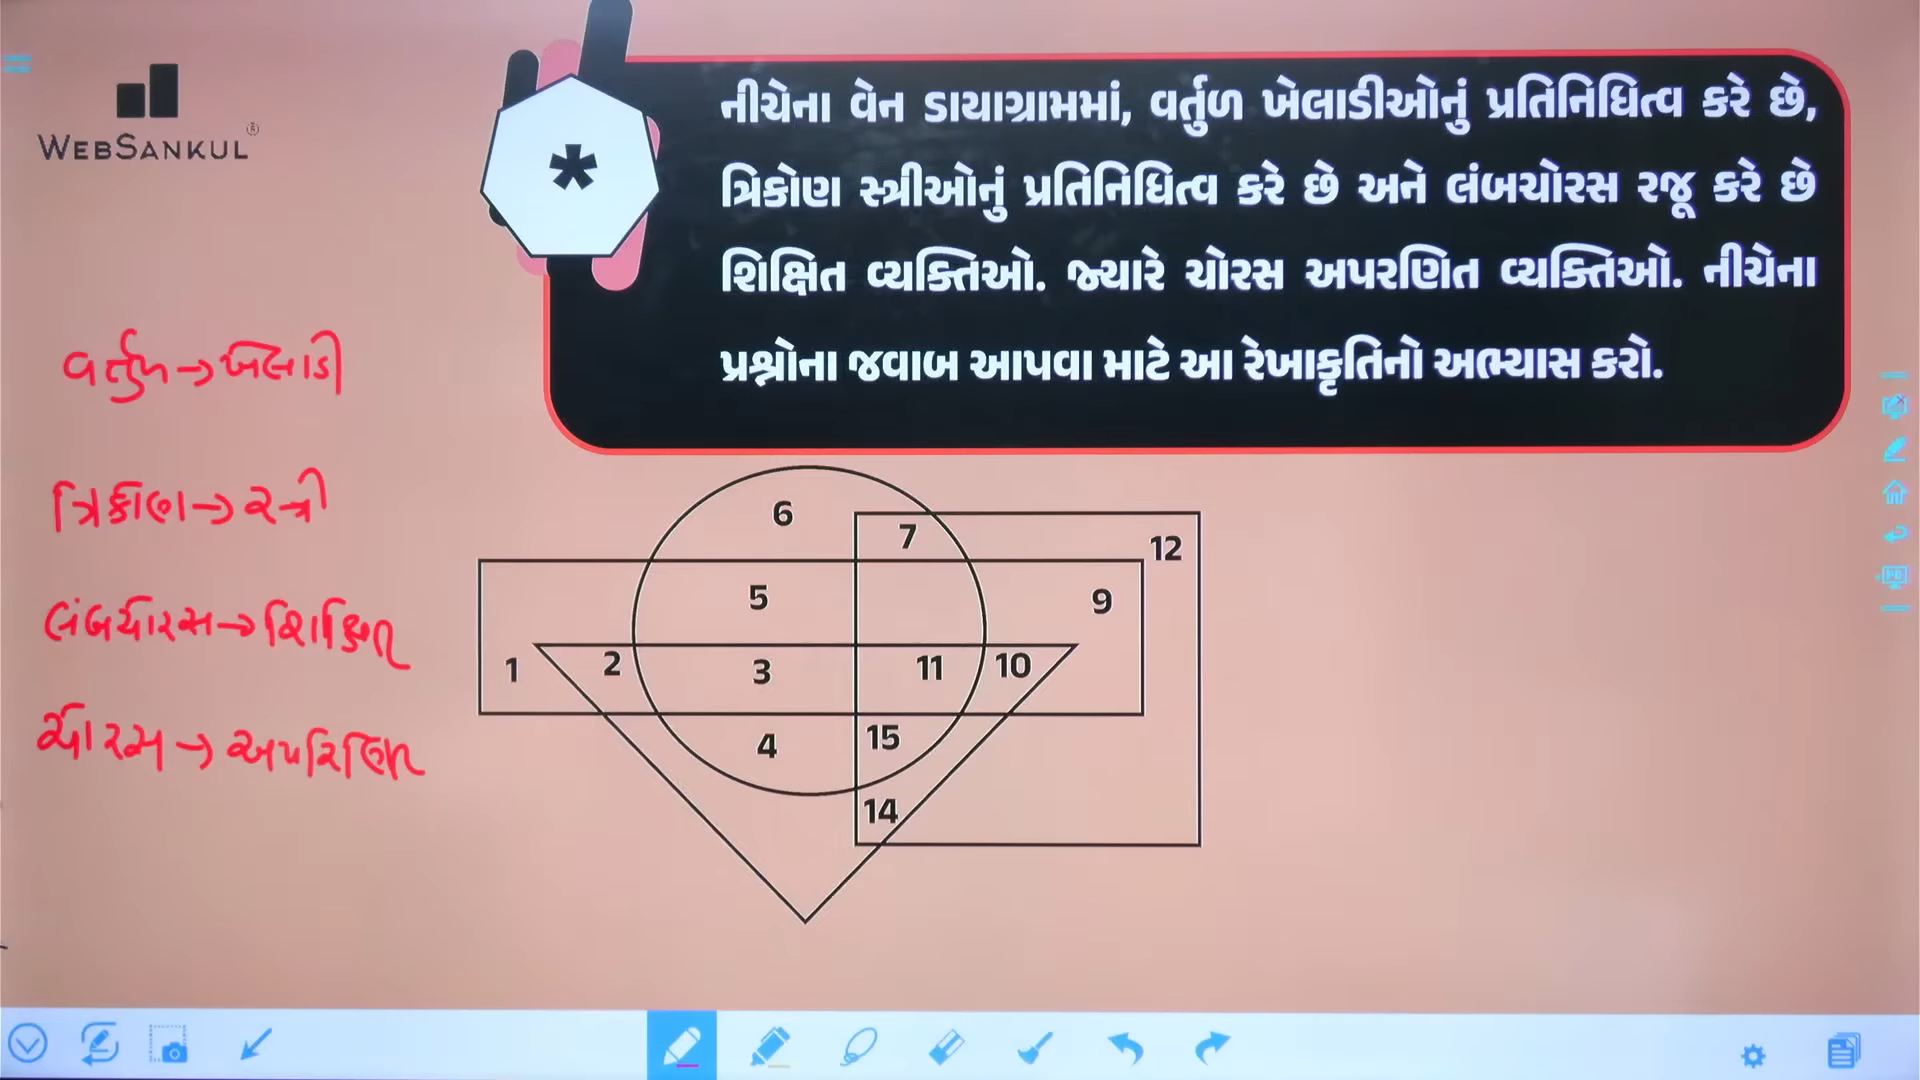 WEBSANKUL®
*
નીચેના વેન ડાયાગ્રામમાં, વર્તુળ ખેલાડીઓનું પ્રતિનિધિત્વ કરે છે,
ત્રિકોણ સ્ત્રીઓનું પ્રતિનિધિત્વ કરે છે અને લંબચોરસ રજૂ કરે છે
શિક્ષિત વ્યક્તિઓ. જ્યારે ચોરસ અપરણિત વ્યક્તિઓ. નીચેના
પ્રશ્નોના જવાબ આપવા માટે આ રેખાકૃતિનો અભ્યાસ કરો.
વર્તુળ → ખેલાડી
ત્રિકોણ → સ્ત્રી
લંબચોરસ → શિક્ષિત
ચોરસ → અપરિણિત
6
7
12
5
9
1
2
3
11
10
4
15
14